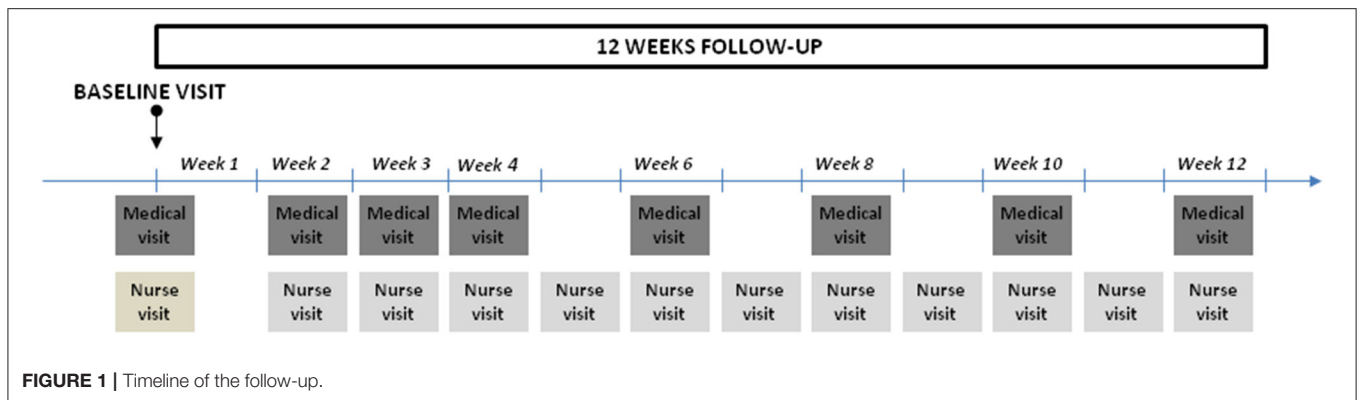 12 WEEKS FOLLOW-UP
BASELINE VISIT
Week 1 Week 2 Week 3 Week 4 Week 6 Week 8 Week 10 Week 12
Medical Medical Medical Medical Medical Medical Medical Medical
visit visit visit visit visit visit visit visit
Nurse Nurse Nurse Nurse Nurse Nurse Nurse Nurse Nurse Nurse Nurse Nurse
visit visit visit visit visit visit visit visit visit visit visit visit
FIGURE 1 | Timeline of the follow-up.